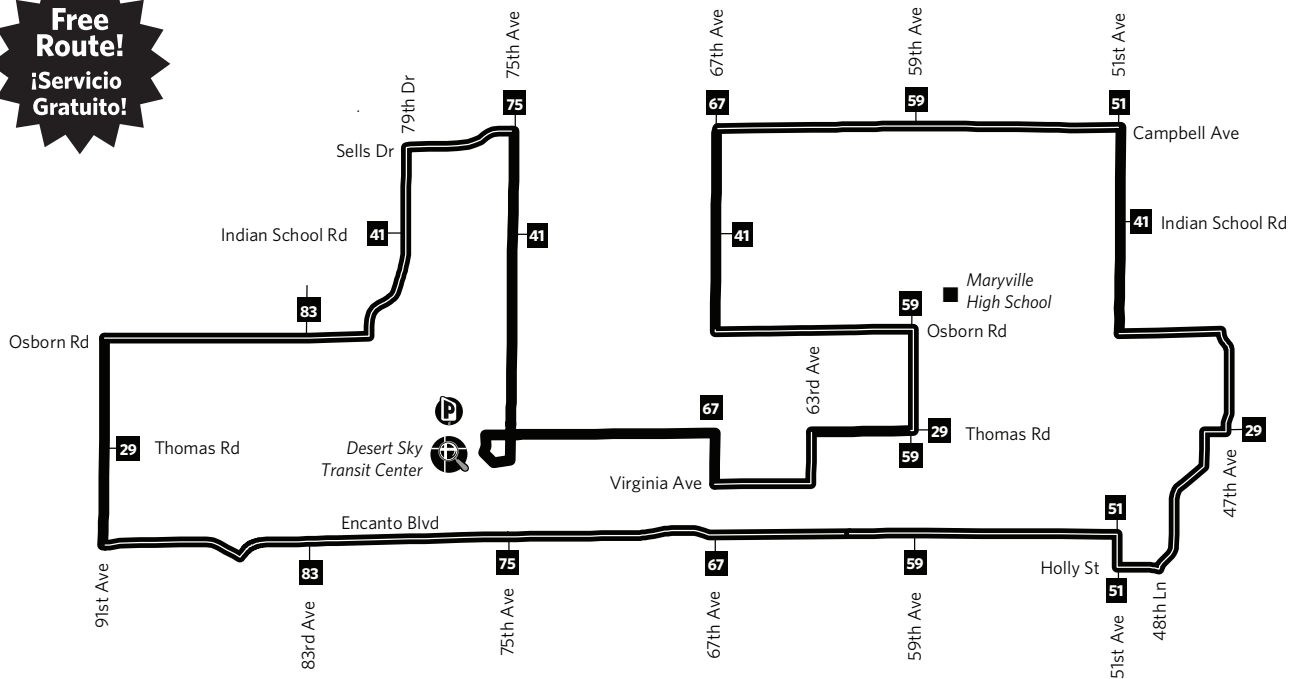 Free
Route!
¡Servicio
Gratuito!
75th Ave
67th Ave
59th Ave
51st Ave
79th Dr
75
67
59
51
Campbell Ave
Sells Dr
Indian School Rd
41
41
41
41
Indian School Rd
Maryville
High School
83
59
Osborn Rd
Osborn Rd
63rd Ave
P
67
29
Thomas Rd
Desert Sky
Transit Center
29
Thomas Rd
29
59
Virginia Ave
47th Ave
Encanto Blvd
51
83
75
67
59
Holly St
51
91st Ave
83rd Ave
75th Ave
67th Ave
59th Ave
51st Ave
48th Ln